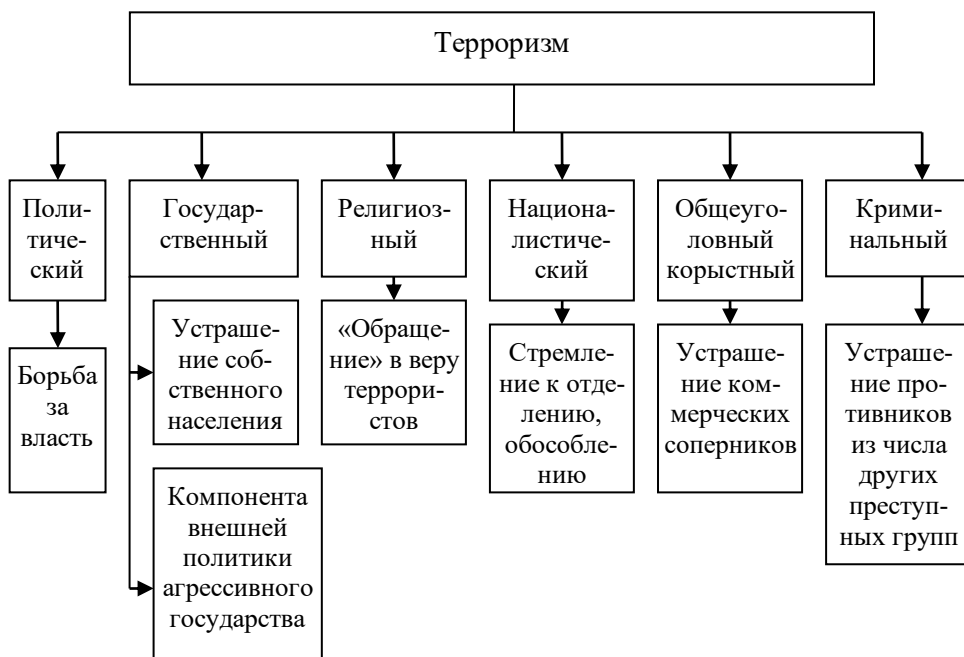 Терроризм
Поли-
тиче-
ский
Государ-
ственный
Религиоз-
ный
Национа-
листиче-
ский
Общеуго-
ловный
корыстный
Крими-
нальный
Борьба
за
власть
Устраше-
ние соб-
ственного
населения
Компонента
внешней
политики
агрессивного
государства
«Обраще-
ние» в веру
террори-
стов
Стремле-
ние к отде-
лению,
обособле-
нию
Устраше-
ние ком-
мерческих
соперников
Устраше-
ние про-
тивников
из числа
других
преступ-
ных групп